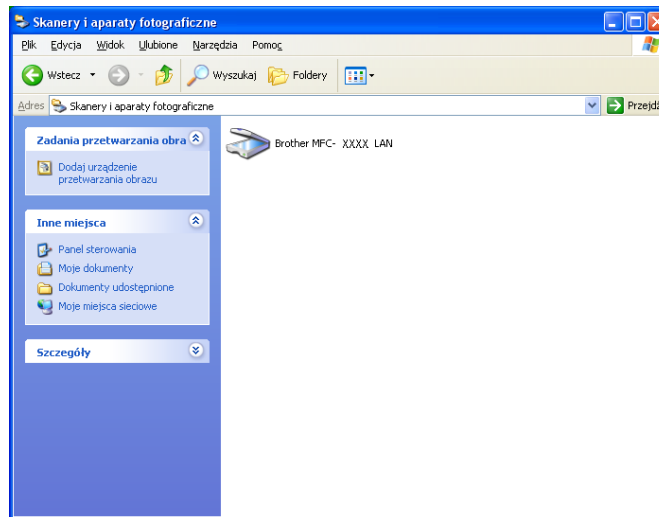 Skanery i aparaty fotograficzne
Plik Edycja Widok Ulubione Narzędzia Pomoc
Wstecz Wyszukaj Foldery
Adres Skanery i aparaty fotograficzne Przejdź
Zadania przetwarzania obra
Dodaj urządzenie
przetwarzania obrazu
Inne miejsca
Panel sterowania
Moje dokumenty
Dokumenty udostępnione
Moje miejsca sieciowe
Szczegóły
Brother MFC- XXXX LAN